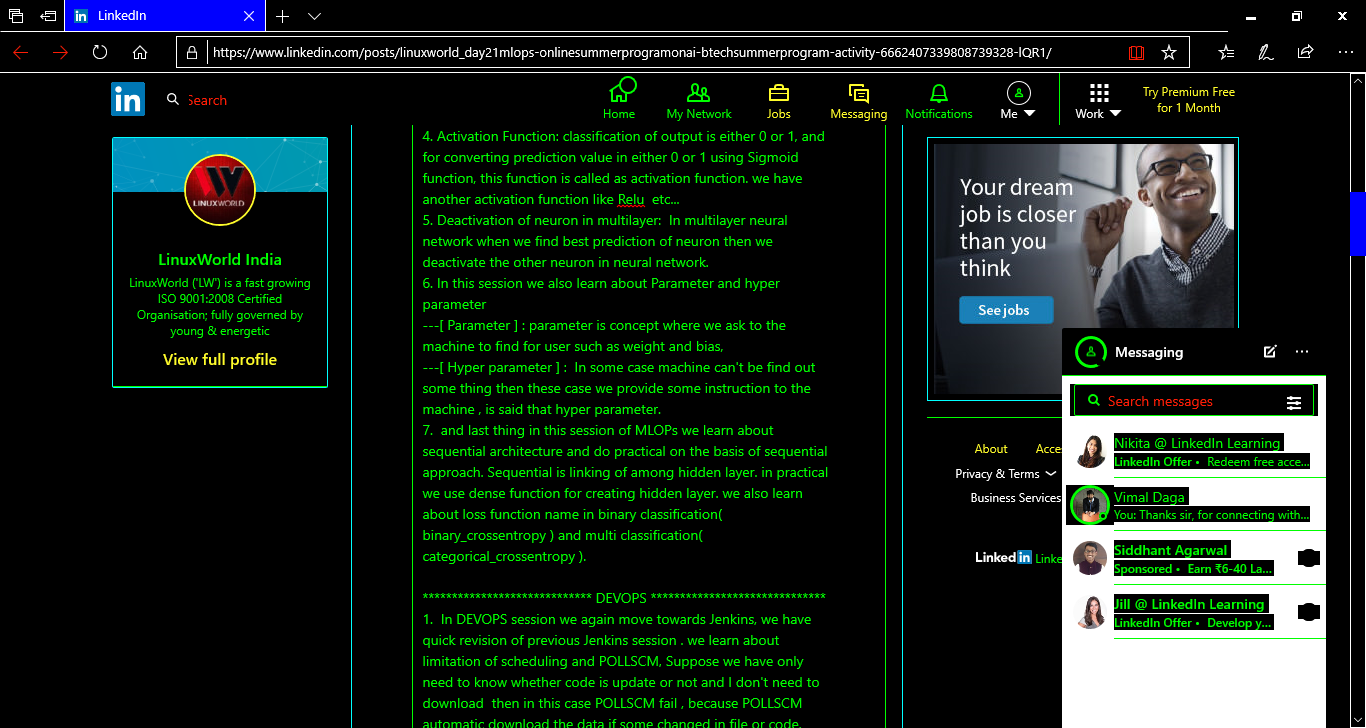 LinkedIn
https://www.linkedin.com/posts/linuxworld_day21mlops-onlinesummerprogramonai-btechsummerprogram-activity-6662407339808739328-lQR1/
in
Search
Home
My Network
Jobs
Messaging
Notifications
Me
Work
Try Premium Free
for 1 Month
LINUXWORLD
LinuxWorld India
LinuxWorld ('LW') is a fast growing
ISO 9001:2008 Certified
Organisation; fully governed by
young & energetic
View full profile
4. Activation Function: classification of output is either 0 or 1, and
for converting prediction value in either 0 or 1 using Sigmoid
function, this function is called as activation function. we have
another activation function like Relu  etc...
5. Deactivation of neuron in multilayer:  In multilayer neural
network when we find best prediction of neuron then we
deactivate the other neuron in neural network.
6. In this session we also learn about Parameter and hyper
parameter
---[ Parameter ] : parameter is concept where we ask to the
machine to find for user such as weight and bias,
---[ Hyper parameter ] :  In some case machine can't be find out
some thing then these case we provide some instruction to the
machine , is said that hyper parameter.
7.  and last thing in this session of MLOPs we learn about
sequential architecture and do practical on the basis of sequential
approach. Sequential is linking of among hidden layer. in practical
we use dense function for creating hidden layer. we also learn
about loss function name in binary classification(
binary_crossentropy ) and multi classification(
categorical_crossentropy ).
***************************** DEVOPS ******************************
1.  In DEVOPS session we again move towards Jenkins, we have
quick revision of previous Jenkins session . we learn about
limitation of scheduling and POLLSCM, Suppose we have only
need to know whether code is update or not and I don't need to
download  then in this case POLLSCM fail , because POLLSCM
automatic download the data if some changed in file or code.
Your dream
job is closer
than you
think
See jobs
About
Acce
Privacy & Terms
Business Services
LinkedIn
Linke
Messaging
Search messages
Nikita @ LinkedIn Learning
LinkedIn Offer • Redeem free acce...
Vimal Daga
You: Thanks sir, for connecting with...
Siddhant Agarwal
Sponsored • Earn ₹6-40 La...
Jill @ LinkedIn Learning
LinkedIn Offer • Develop y...